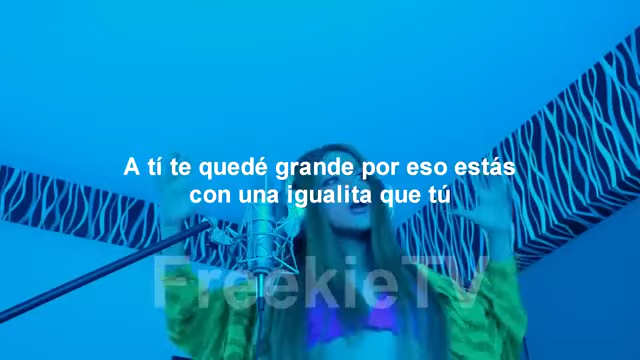 A tí te quedé grande por eso estás
con una igualita que tú
FreekieTV